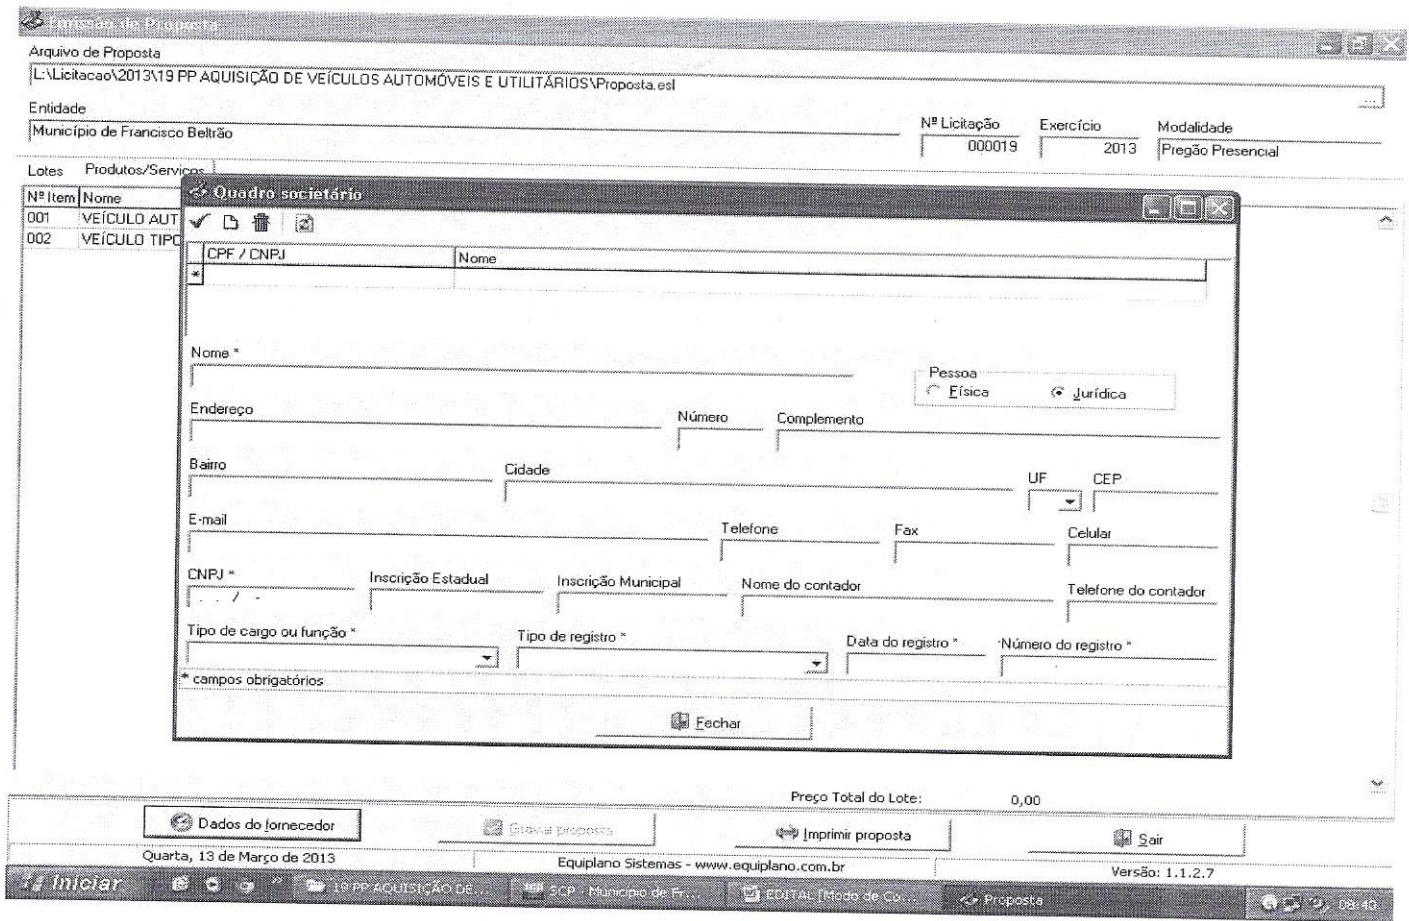 Emissão de Proposta
Arquivo de Proposta
L:\Licitacao\2013\19 PP AQUISIÇÃO DE VEÍCULOS AUTOMÓVEIS E UTILITÁRIOS\Proposta.esl
...
Entidade
Nº Licitação Exercício Modalidade
Município de Francisco Beltrão 000019 2013 Pregão Presencial
Lotes Produtos/Serviços
Nº Item Nome
001 VEÍCULO AUT
002 VEÍCULO TIPO
Quadro societário
CPF / CNPJ Nome
*
Nome *
Pessoa
Física Jurídica
Endereço Número Complemento
Bairro Cidade UF CEP
E-mail Telefone Fax Celular
CNPJ * Inscrição Estadual Inscrição Municipal Nome do contador Telefone do contador
. . / -
Tipo de cargo ou função * Tipo de registro * Data do registro * Número do registro *
* campos obrigatórios
Fechar
Preço Total do Lote: 0,00
Dados do fornecedor Gravar proposta Imprimir proposta Sair
Quarta, 13 de Março de 2013 Equiplano Sistemas - www.equiplano.com.br Versão: 1.1.2.7
Iniciar » 19 PP AQUISIÇÃO DE... SCP - Município de Fr... EDITAL [Modo de Co... Proposta 08:40